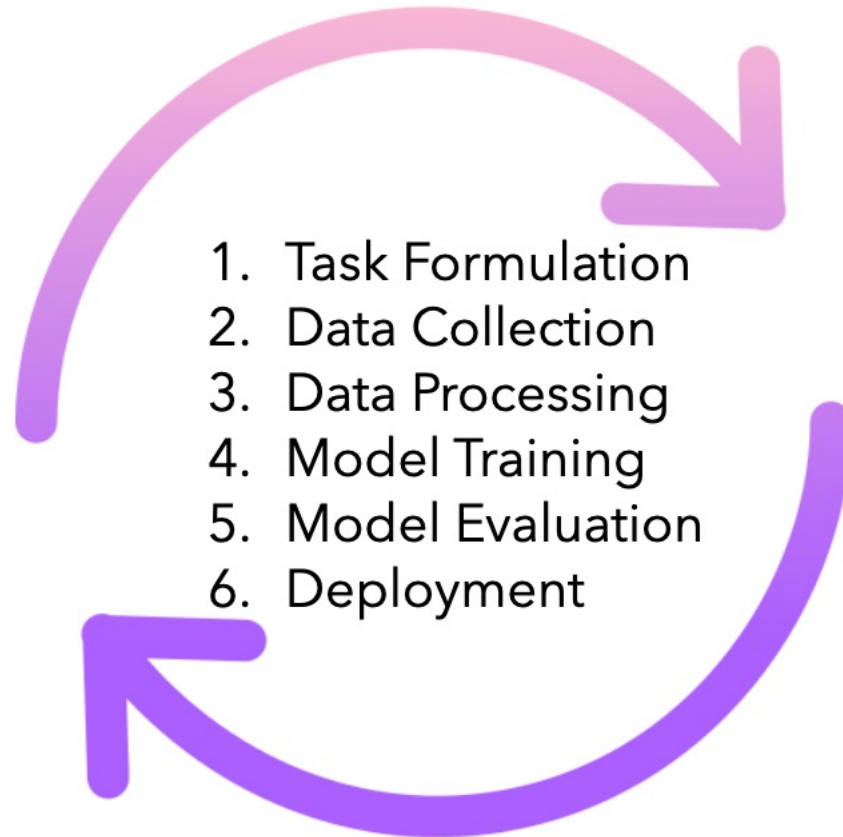 1. Task Formulation
2. Data Collection
3. Data Processing
4. Model Training
5. Model Evaluation
6. Deployment